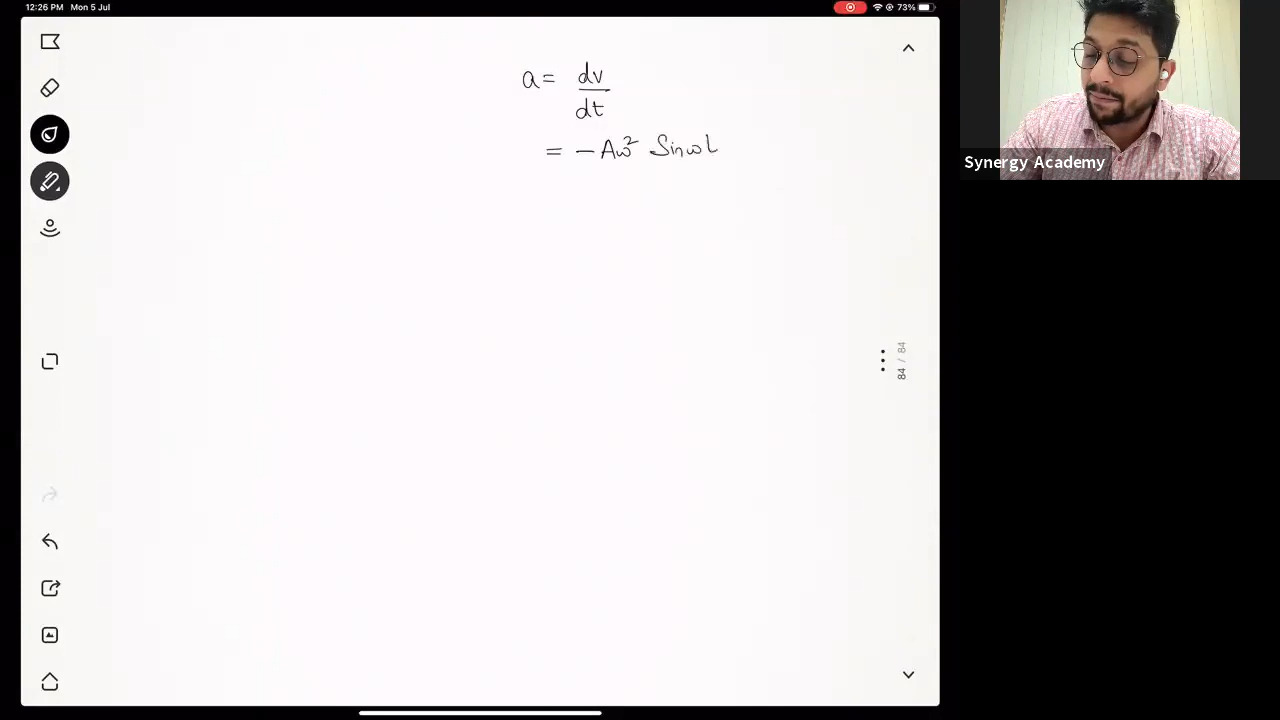 12:26 PM Mon 5 Jul
73%
a = dv
dt
= -Aω² Sinωt
84 / 84
Synergy Academy